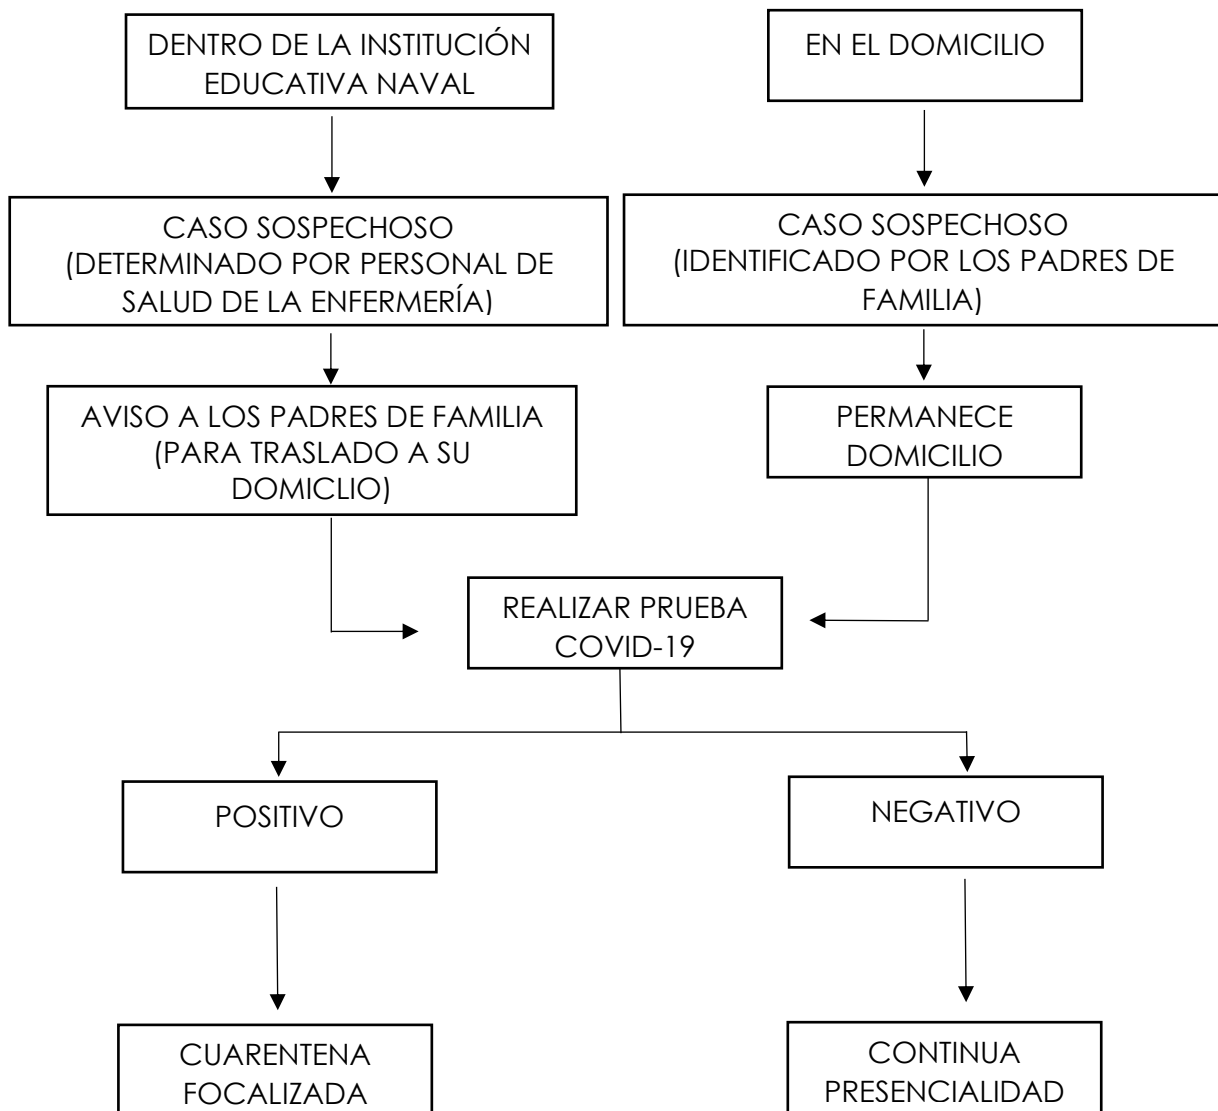 DENTRO DE LA INSTITUCIÓN
EDUCATIVA NAVAL
EN EL DOMICILIO
CASO SOSPECHOSO
(DETERMINADO POR PERSONAL DE
SALUD DE LA ENFERMERÍA)
CASO SOSPECHOSO
(IDENTIFICADO POR LOS PADRES DE
FAMILIA)
AVISO A LOS PADRES DE FAMILIA
(PARA TRASLADO A SU
DOMICLIO)
PERMANECE
DOMICILIO
REALIZAR PRUEBA
COVID-19
POSITIVO
NEGATIVO
CUARENTENA
FOCALIZADA
CONTINUA
PRESENCIALIDAD